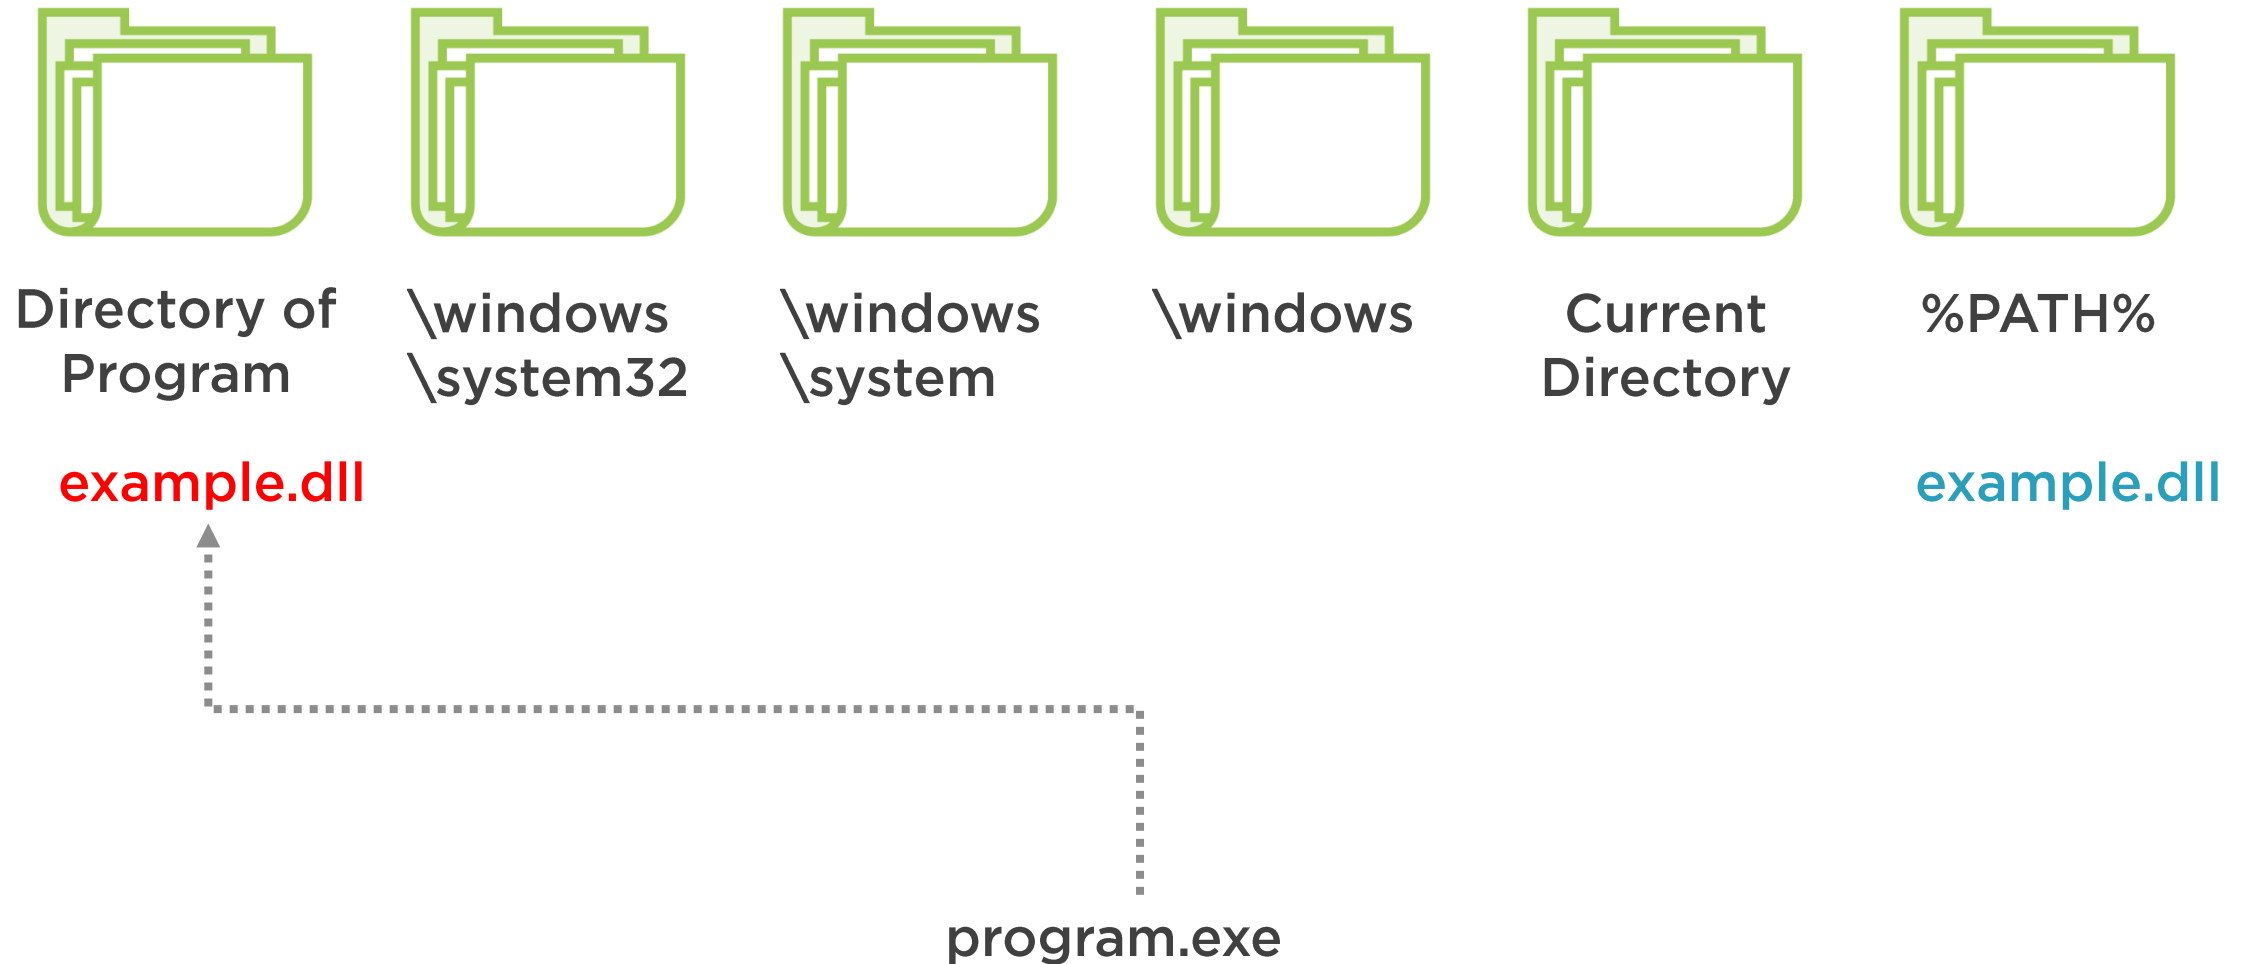 Directory of
Program
\windows
\system32
\windows
\system
\windows
Current
Directory
%PATH%
example.dll
example.dll
program.exe